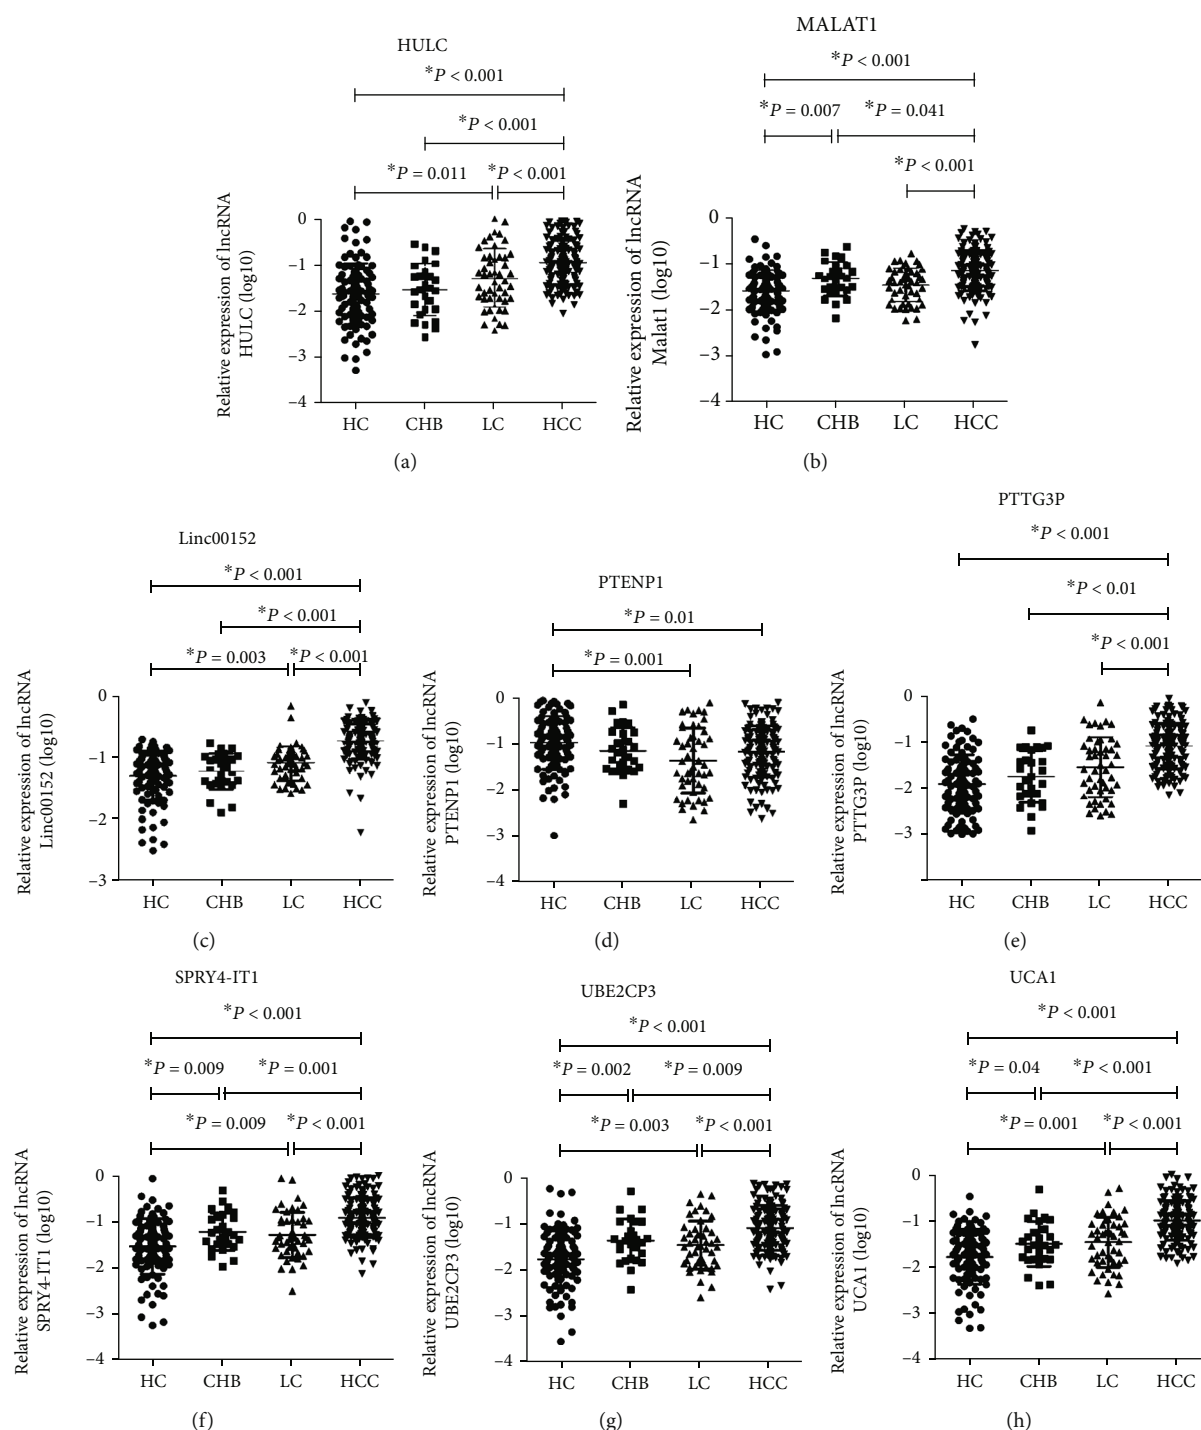 HULC
*P < 0.001
*P < 0.001
*P = 0.011
*P < 0.001
Relative expression of lncRNA
HULC (log10)
0
−1
−2
−3
−4
HC CHB LC HCC
(a)
MALAT1
*P < 0.001
*P = 0.007
*P = 0.041
*P < 0.001
Relative expression of lncRNA
Malat1 (log10)
0
−1
−2
−3
−4
HC CHB LC HCC
(b)
Linc00152
*P < 0.001
*P < 0.001
*P = 0.003
*P < 0.001
Relative expression of lncRNA
Linc00152 (log10)
0
−1
−2
−3
HC CHB LC HCC
(c)
PTENP1
*P = 0.01
*P = 0.001
Relative expression of lncRNA
PTENP1 (log10)
0
−1
−2
−3
−4
HC CHB LC HCC
(d)
PTTG3P
*P < 0.001
*P < 0.01
*P < 0.001
Relative expression of lncRNA
PTTG3P (log10)
0
−1
−2
−3
HC CHB LC HCC
(e)
SPRY4-IT1
*P < 0.001
*P = 0.009
*P = 0.001
*P = 0.009
*P < 0.001
Relative expression of lncRNA
SPRY4-IT1 (log10)
0
−1
−2
−3
−4
HC CHB LC HCC
(f)
UBE2CP3
*P < 0.001
*P = 0.002
*P = 0.009
*P = 0.003
*P < 0.001
Relative expression of lncRNA
UBE2CP3 (log10)
0
−1
−2
−3
−4
HC CHB LC HCC
(g)
UCA1
*P < 0.001
*P = 0.04
*P < 0.001
*P = 0.001
*P < 0.001
Relative expression of lncRNA
UCA1 (log10)
0
−1
−2
−3
−4
HC CHB LC HCC
(h)